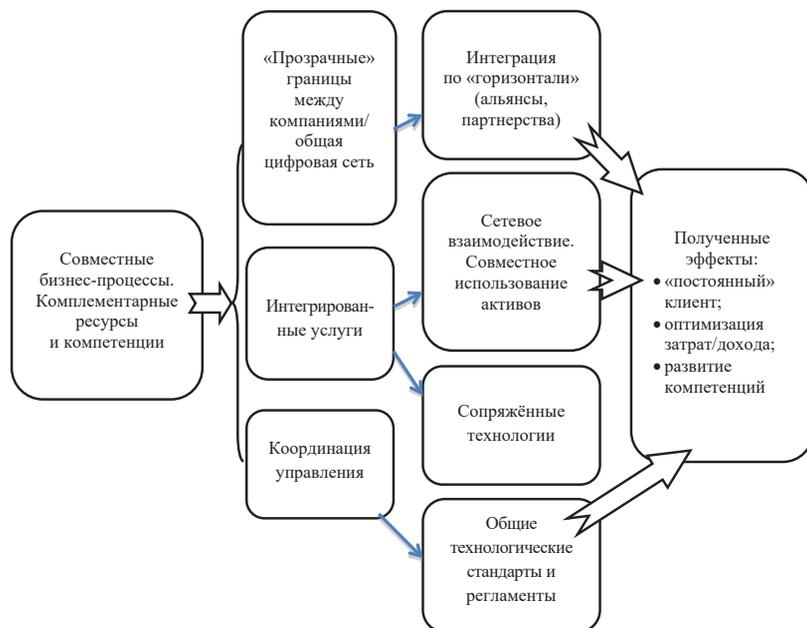 Совместные
бизнес-процессы.
Комплементарные
ресурсы
и компетенции
«Прозрачные»
границы
между
компаниями/
общая
цифровая сеть
Интегрирован-
ные услуги
Координация
управления
Интеграция
по «горизонтали»
(альянсы,
партнерства)
Сетевое
взаимодействие.
Совместное
использование
активов
Сопряжённые
технологии
Общие
технологические
стандарты и
регламенты
Полученные
эффекты:
• «постоянный»
клиент;
• оптимизация
затрат/дохода;
• развитие
компетенций